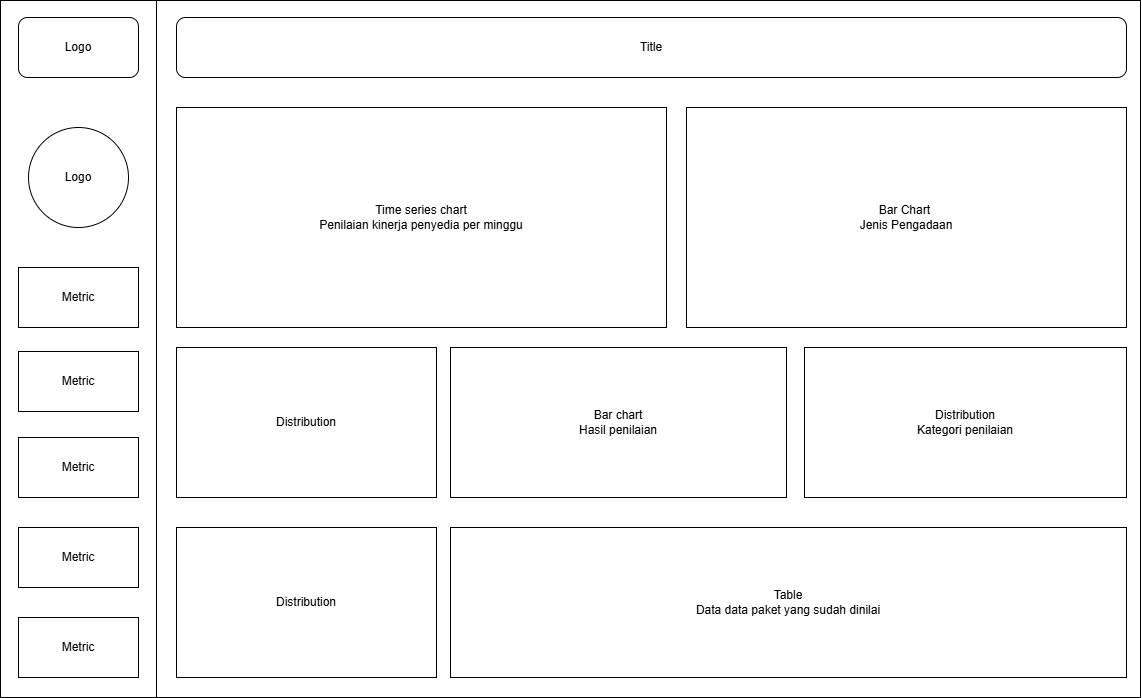 Logo
Title
Logo
Time series chart
Penilaian kinerja penyedia per minggu
Bar Chart
Jenis Pengadaan
Metric
Metric
Metric
Metric
Metric
Distribution
Bar chart
Hasil penilaian
Distribution
Kategori penilaian
Distribution
Table
Data data paket yang sudah dinilai